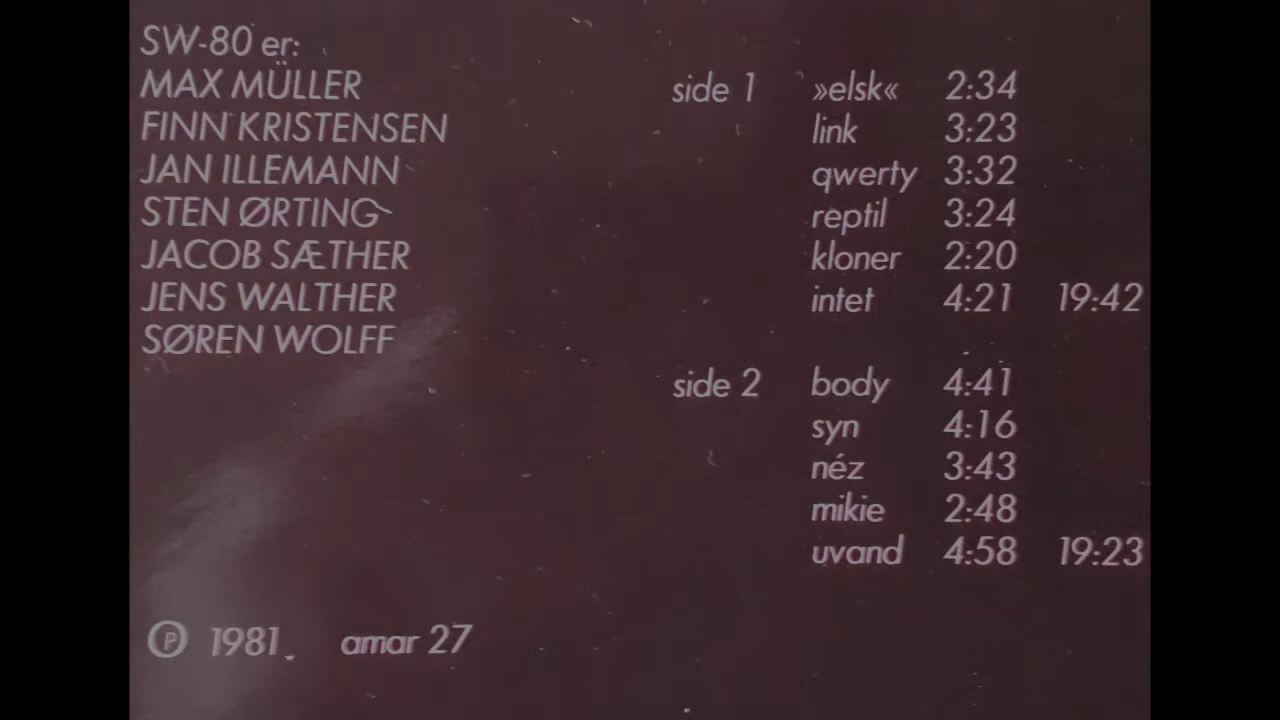 SW-80 er:
MAX MÜLLER
FINN KRISTENSEN
JAN ILLEMANN
STEN ØRTING
JACOB SÆTHER
JENS WALTHER
SØREN WOLFF
side 1 »elsk« 2:34
link 3:23
qwerty 3:32
reptil 3:24
kloner 2:20
intet 4:21 19:42
side 2 body 4:41
syn 4:16
néz 3:43
mikie 2:48
uvand 4:58 19:23
Ⓟ 1981. amar 27